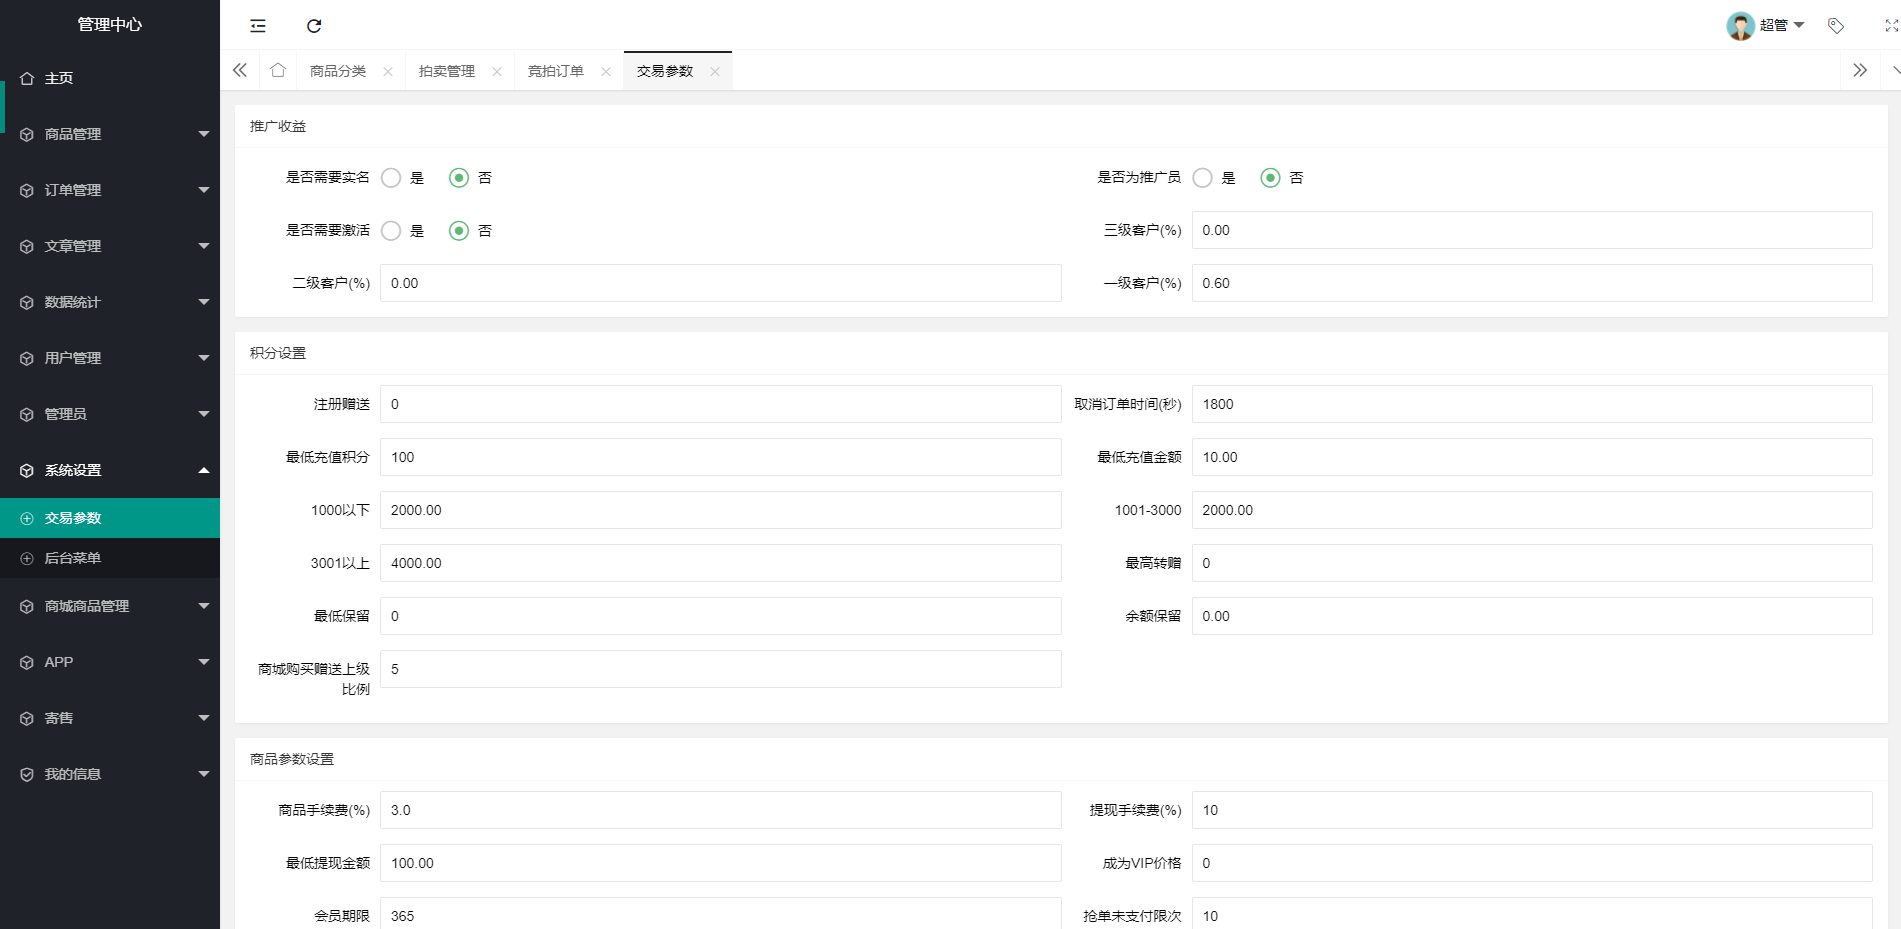 管理中心
超管
商品分类
拍卖管理
竞拍订单
交易参数
主页
商品管理
订单管理
文章管理
数据统计
用户管理
管理员
系统设置
交易参数
后台菜单
商城商品管理
APP
寄售
我的信息
推广收益
是否需要实名 是 否
是否为推广员 是 否
是否需要激活 是 否
三级客户(%) 0.00
二级客户(%) 0.00
一级客户(%) 0.60
积分设置
注册赠送 0
取消订单时间(秒) 1800
最低充值积分 100
最低充值金额 10.00
1000以下 2000.00
1001-3000 2000.00
3001以上 4000.00
最高转赠 0
最低保留 0
余额保留 0.00
商城购买赠送上级
比例
5
商品参数设置
商品手续费(%) 3.0
提现手续费(%) 10
最低提现金额 100.00
成为VIP价格 0
会员期限 365
抢单未支付限次 10